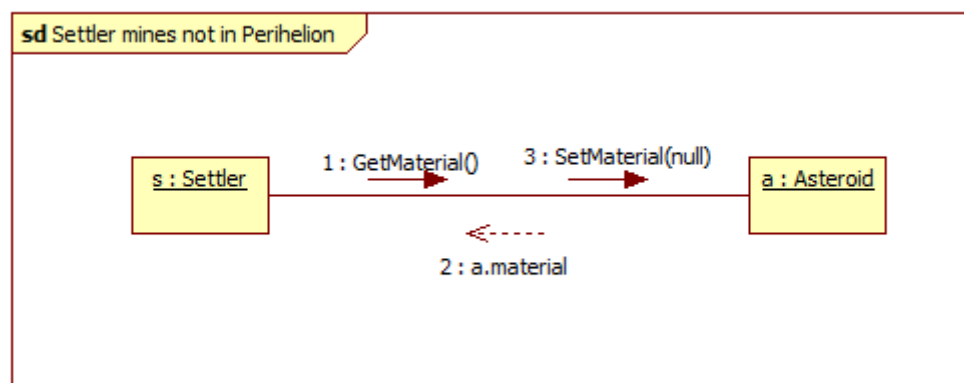 sd Settler mines not in Perihelion
1 : GetMaterial()
3 : SetMaterial(null)
s : Settler
a : Asteroid
2 : a.material